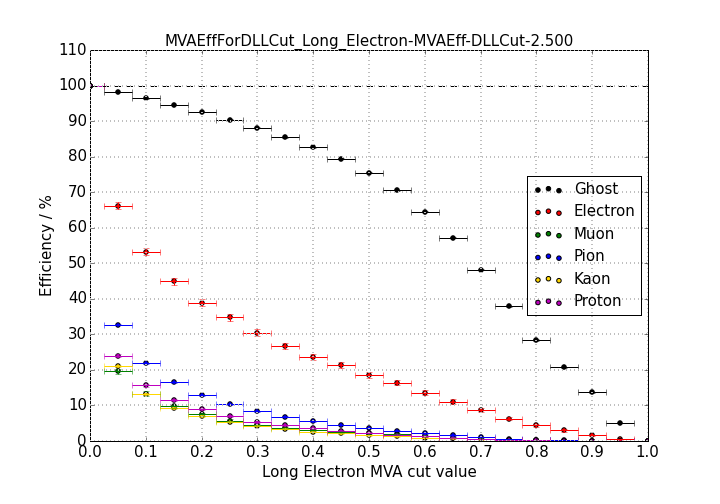 MVAEffForDLLCut_Long_Electron-MVAEff-DLLCut-2.500
110
100
90
80
70
60
50
40
30
20
10
0
Efficiency / %
Ghost
Electron
Muon
Pion
Kaon
Proton
0.0 0.1 0.2 0.3 0.4 0.5 0.6 0.7 0.8 0.9 1.0
Long Electron MVA cut value